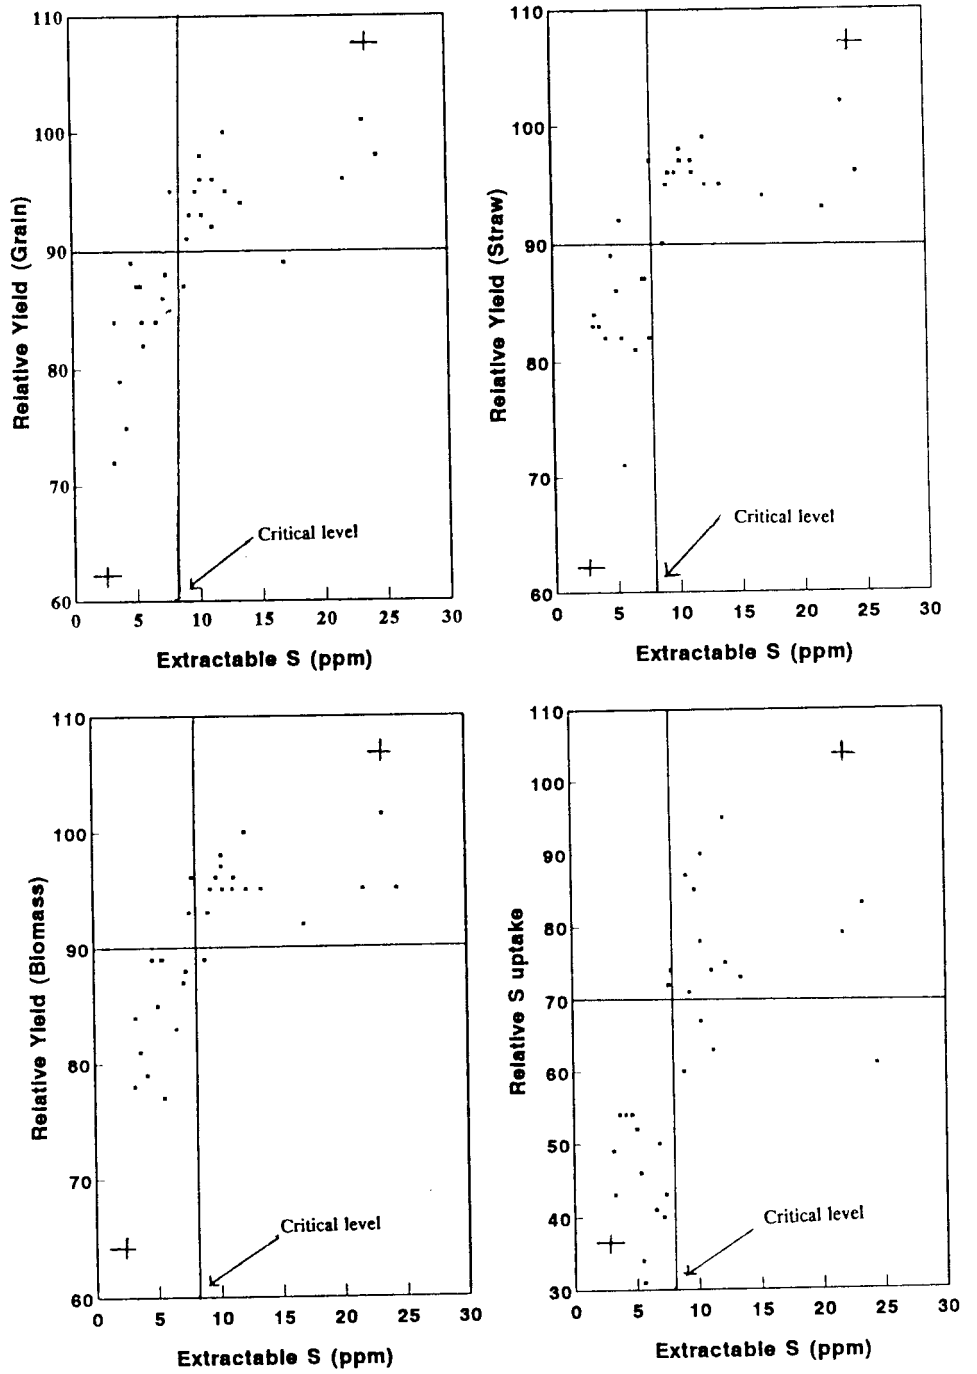 110
100
90
80
70
60
Relative Yield (Grain)
Critical level
0 5 10 15 20 25 30
Extractable S (ppm)
110
100
90
80
70
60
Relative Yield (Straw)
Critical level
0 5 10 15 20 25 30
Extractable S (ppm)
110
100
90
80
70
60
Relative Yield (Biomass)
Critical level
0 5 10 15 20 25 30
Extractable S (ppm)
110
100
90
80
70
60
50
40
30
Relative S uptake
Critical level
0 5 10 15 20 25 30
Extractable S (ppm)